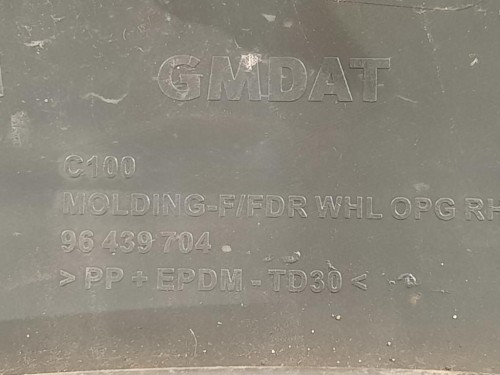 GMDAT
C100
MOLDING-F/FDR WHL OPG RH
96 439 704
> PP + EPDM - TD30 <